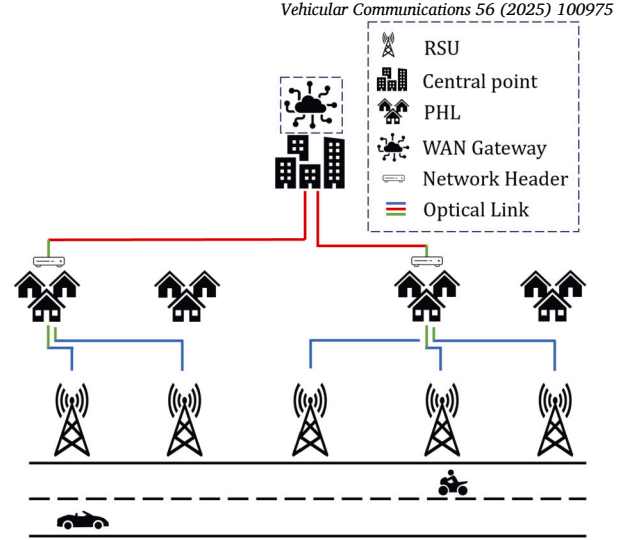 Vehicular Communications 56 (2025) 100975
RSU
Central point
PHL
WAN Gateway
Network Header
Optical Link